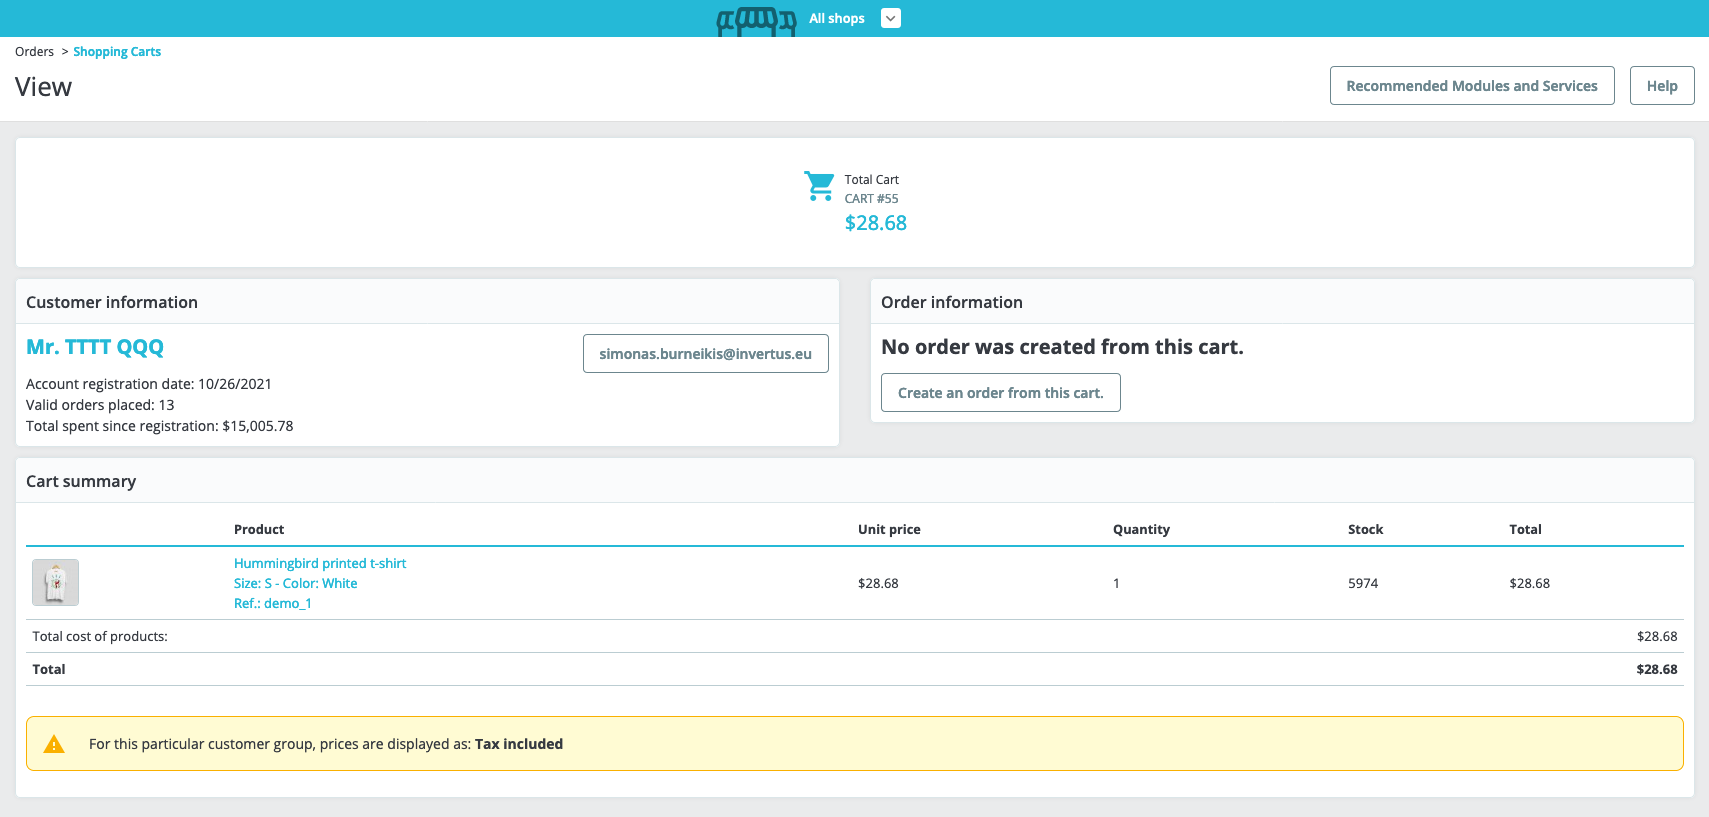 All shops
Orders > Shopping Carts
View
Recommended Modules and Services
Help
Total Cart
CART #55
$28.68
Customer information
Mr. TTTT QQQ
simonas.burneikis@invertus.eu
Account registration date: 10/26/2021
Valid orders placed: 13
Total spent since registration: $15,005.78
Order information
No order was created from this cart.
Create an order from this cart.
Cart summary
Product Unit price Quantity Stock Total
Hummingbird printed t-shirt
Size: S - Color: White
Ref.: demo_1
$28.68 1 5974 $28.68
Total cost of products: $28.68
Total $28.68
For this particular customer group, prices are displayed as: Tax included